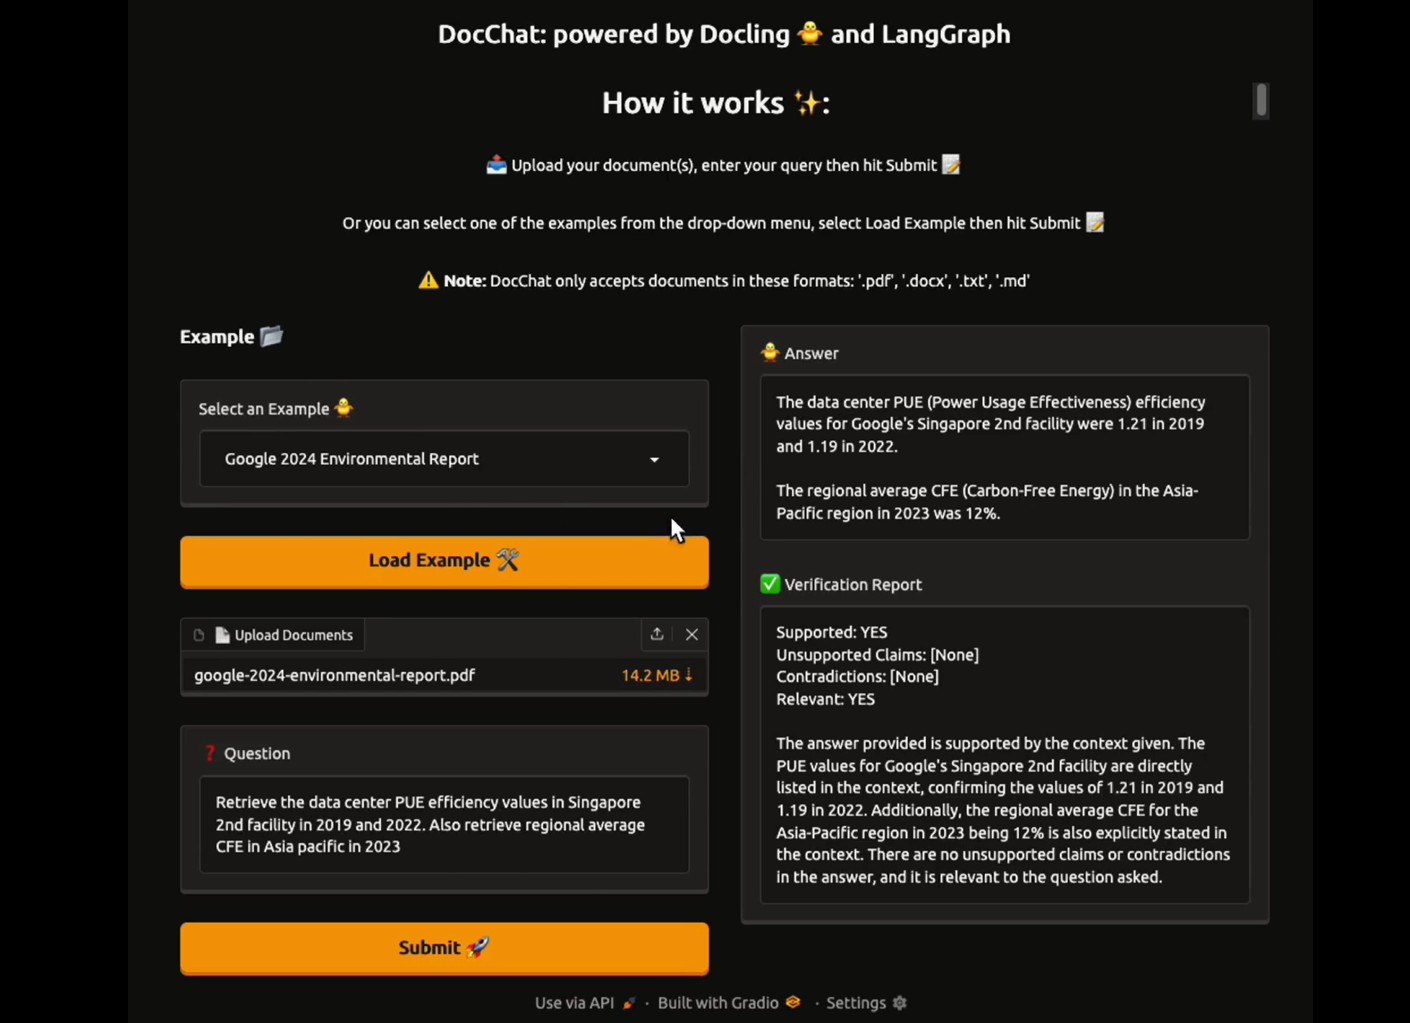 DocChat: powered by Docling 🐥 and LangGraph
How it works ✨:
📤 Upload your document(s), enter your query then hit Submit 📝
Or you can select one of the examples from the drop-down menu, select Load Example then hit Submit 📝
⚠️ Note: DocChat only accepts documents in these formats: '.pdf', '.docx', '.txt', '.md'
Example 📂
Select an Example 🐥
Google 2024 Environmental Report
Load Example 🛠️
📄 Upload Documents
google-2024-environmental-report.pdf
14.2 MB ↓
❓ Question
Retrieve the data center PUE efficiency values in Singapore
2nd facility in 2019 and 2022. Also retrieve regional average
CFE in Asia pacific in 2023
Submit 🚀
🐥 Answer
The data center PUE (Power Usage Effectiveness) efficiency
values for Google's Singapore 2nd facility were 1.21 in 2019
and 1.19 in 2022.
The regional average CFE (Carbon-Free Energy) in the Asia-
Pacific region in 2023 was 12%.
✅ Verification Report
Supported: YES
Unsupported Claims: [None]
Contradictions: [None]
Relevant: YES
The answer provided is supported by the context given. The
PUE values for Google's Singapore 2nd facility are directly
listed in the context, confirming the values of 1.21 in 2019 and
1.19 in 2022. Additionally, the regional average CFE for the
Asia-Pacific region in 2023 being 12% is also explicitly stated in
the context. There are no unsupported claims or contradictions
in the answer, and it is relevant to the question asked.
Use via API 🚀 · Built with Gradio · Settings ⚙️